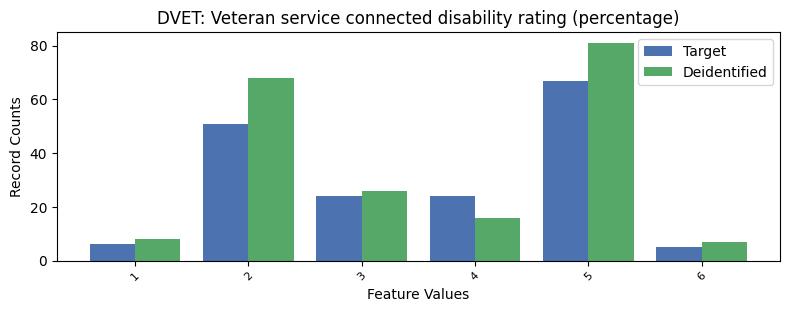 DVET: Veteran service connected disability rating (percentage)
80
60
40
20
0
Record Counts
Target
Deidentified
1 2 3 4 5 6
Feature Values